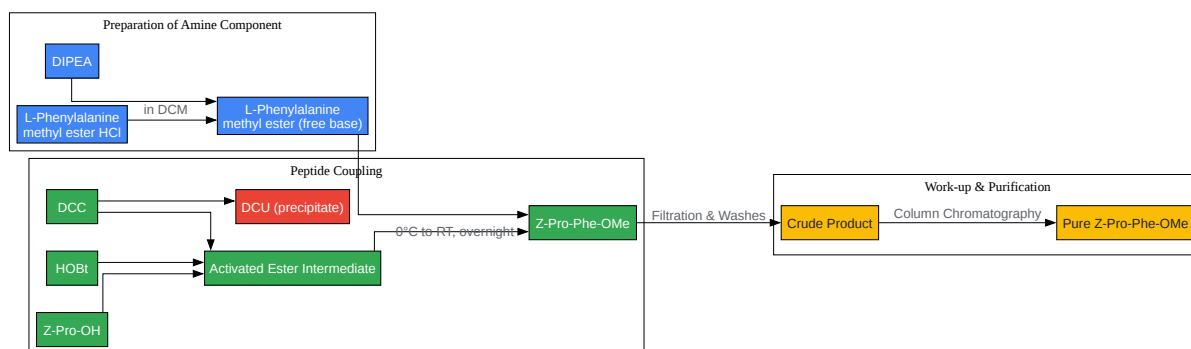 Preparation of Amine Component
DIPEA
L-Phenylalanine
methyl ester HCl
in DCM
L-Phenylalanine
methyl ester (free base)
Peptide Coupling
DCC
DCU (precipitate)
HOBt
Activated Ester Intermediate
Z-Pro-OH
0°C to RT, overnight
Z-Pro-Phe-OMe
Filtration & Washes
Work-up & Purification
Crude Product
Column Chromatography
Pure Z-Pro-Phe-OMe